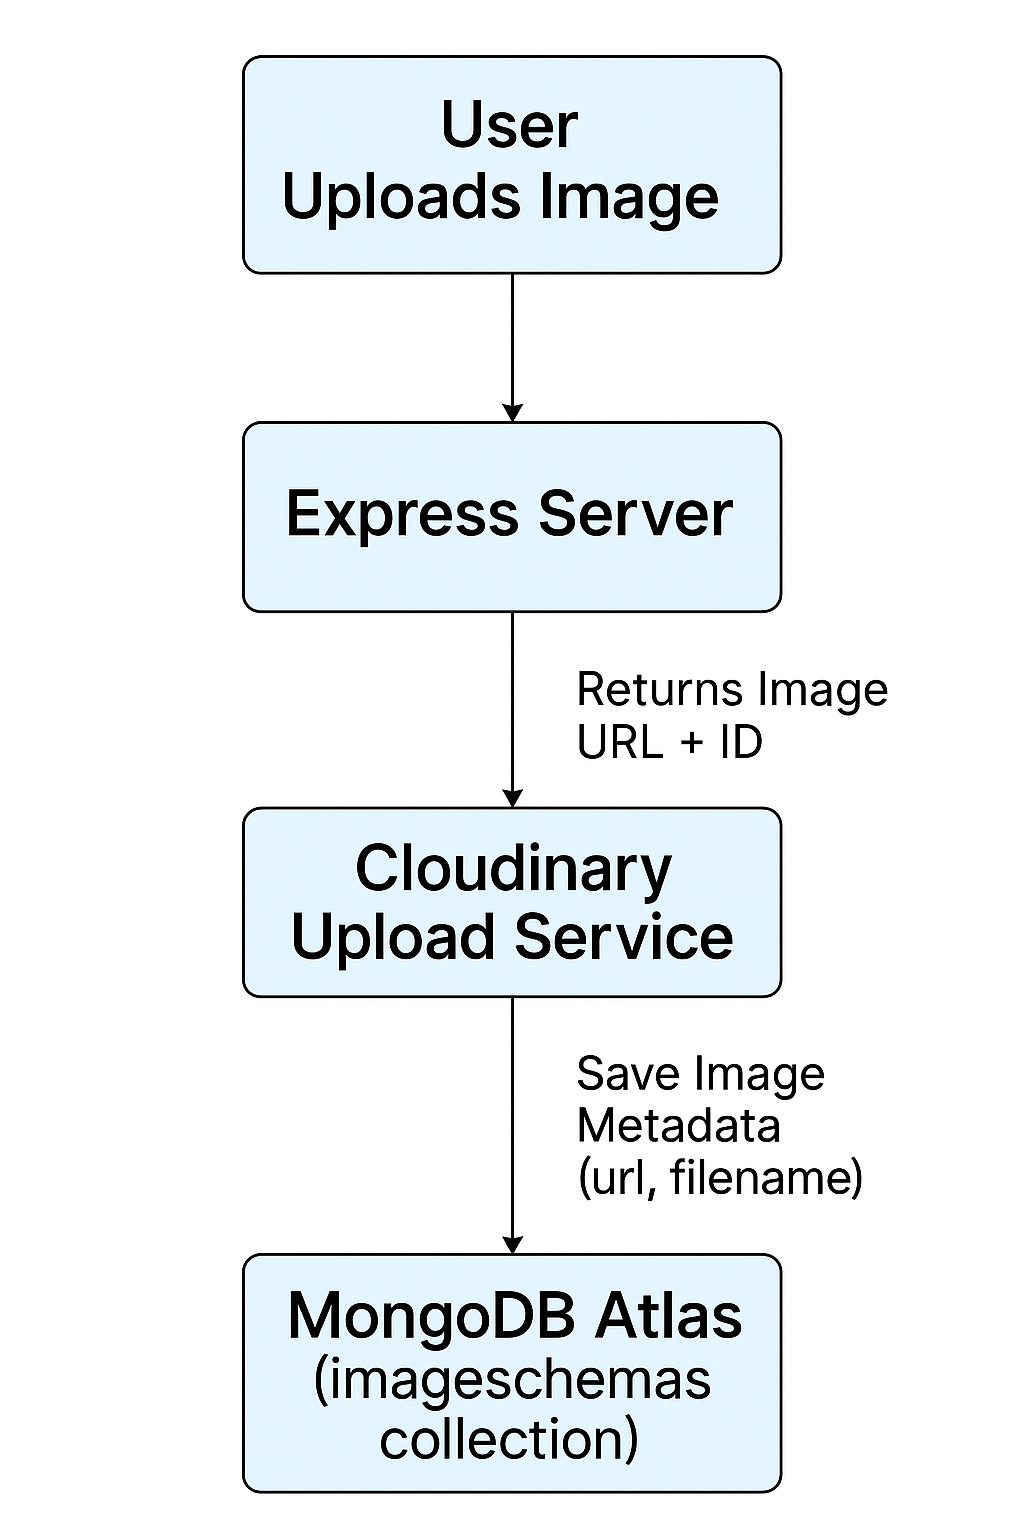 User
Uploads Image
Express Server
Returns Image
URL + ID
Cloudinary
Upload Service
Save Image
Metadata
(url, filename)
MongoDB Atlas
(imageschemas
collection)